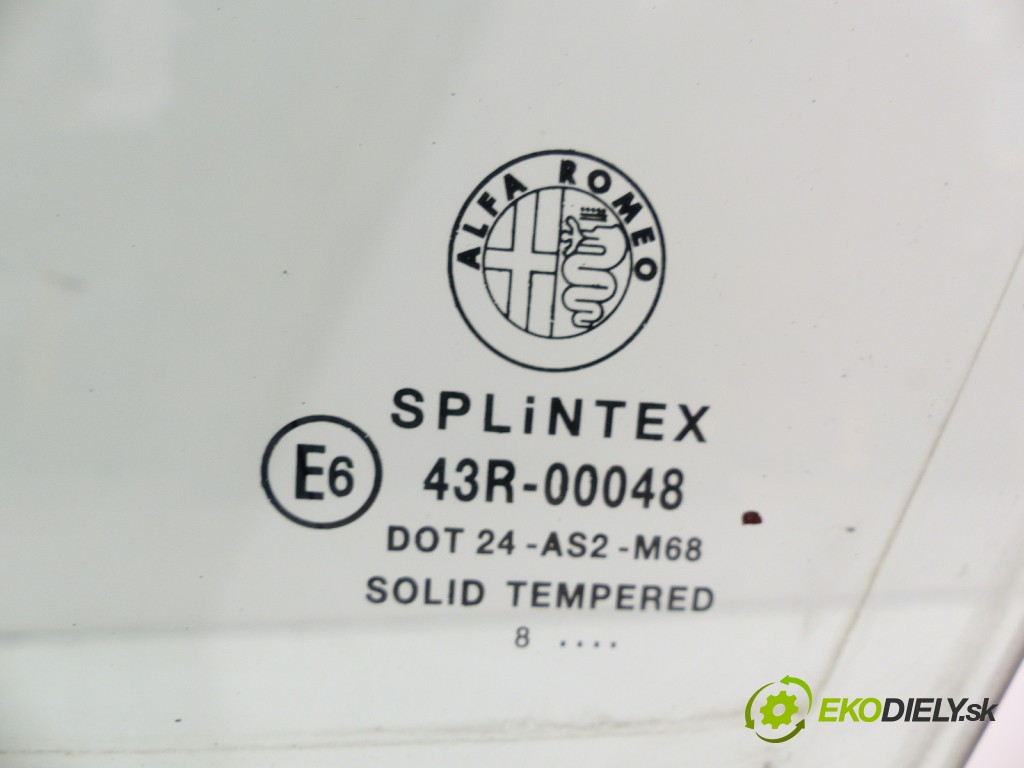 ALFA ROMEO
SPLiNTEX
E6 43R-00048
DOT 24 -AS2 -M68
SOLID TEMPERED
8 ....
EKODIELY.sk